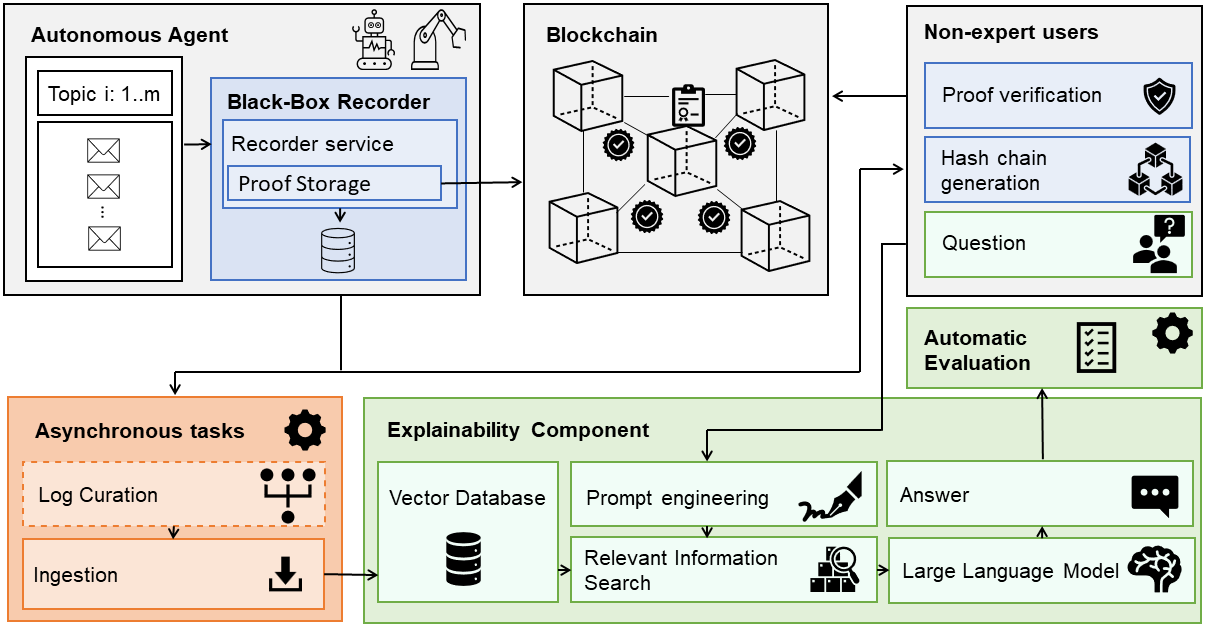 Autonomous Agent
Topic i: 1..m
Black-Box Recorder
Recorder service
Proof Storage
Blockchain
Non-expert users
Proof verification
Hash chain
generation
Question
?
Automatic
Evaluation
Asynchronous tasks
Log Curation
Ingestion
Explainability Component
Vector Database
Prompt engineering
Relevant Information
Search
Answer
Large Language Model